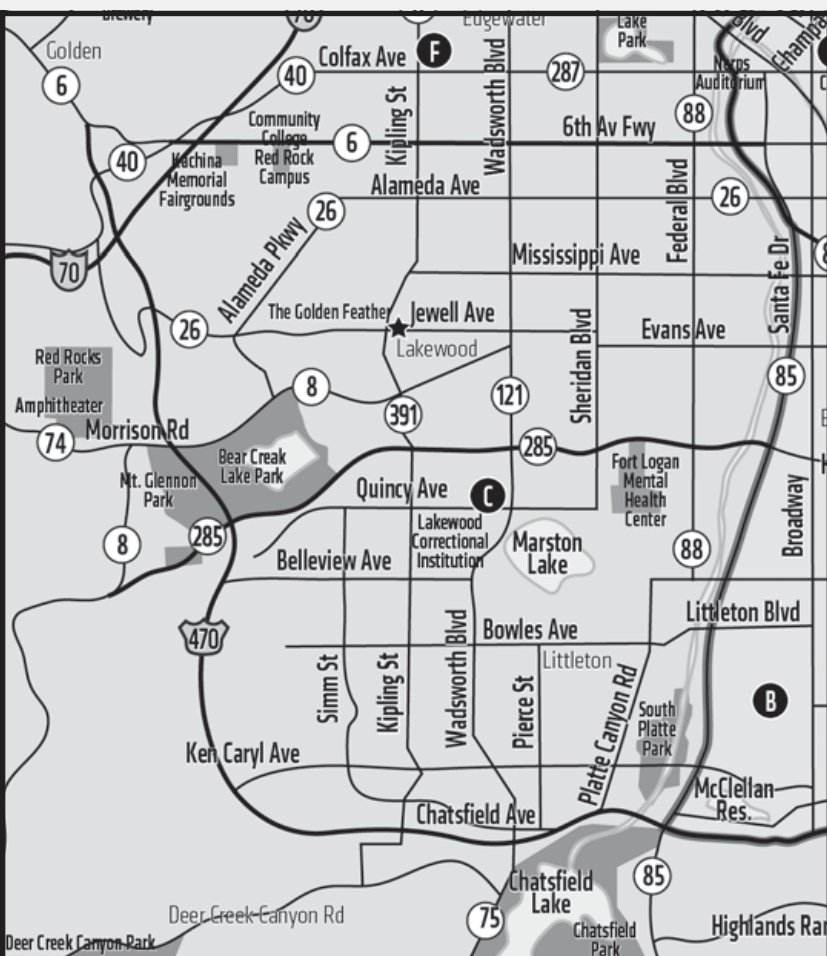 Brewery
70
Edgewater
Golden
Colfax Ave
F
Wadsworth Blvd
287
Lake
Park
Blvd
Champa
Norps
Auditorium
6
40
88
Community
College
Red Rock
Campus
6
Kipling St
6th Av Fwy
40
Kachina
Memorial
Fairgrounds
Alameda Ave
26
Federal Blvd
26
70
Alameda Pkwy
Mississippi Ave
Santa Fe Dr
26
The Golden Feather
Jewell Ave
Lakewood
Sheridan Blvd
Evans Ave
Red Rocks
Park
Amphitheater
8
391
121
85
74
Morrison Rd
285
Mt. Glennon
Park
Bear Creek
Lake Park
Quincy Ave
C
Fort Logan
Mental
Health
Center
Broadway
8
285
Lakewood
Correctional
Institution
Marston
Lake
88
Belleview Ave
Littleton Blvd
470
Bowles Ave
Littleton
Simm St
Kipling St
Wadsworth Blvd
Pierce St
Platte Canyon Rd
South
Platte
Park
B
Ken Caryl Ave
McClellan
Res.
Chatsfield Ave
Chatsfield
Lake
85
Deer Creek Canyon Rd
75
Chatsfield
Park
Highlands Ran
Deer Creek Canyon Park